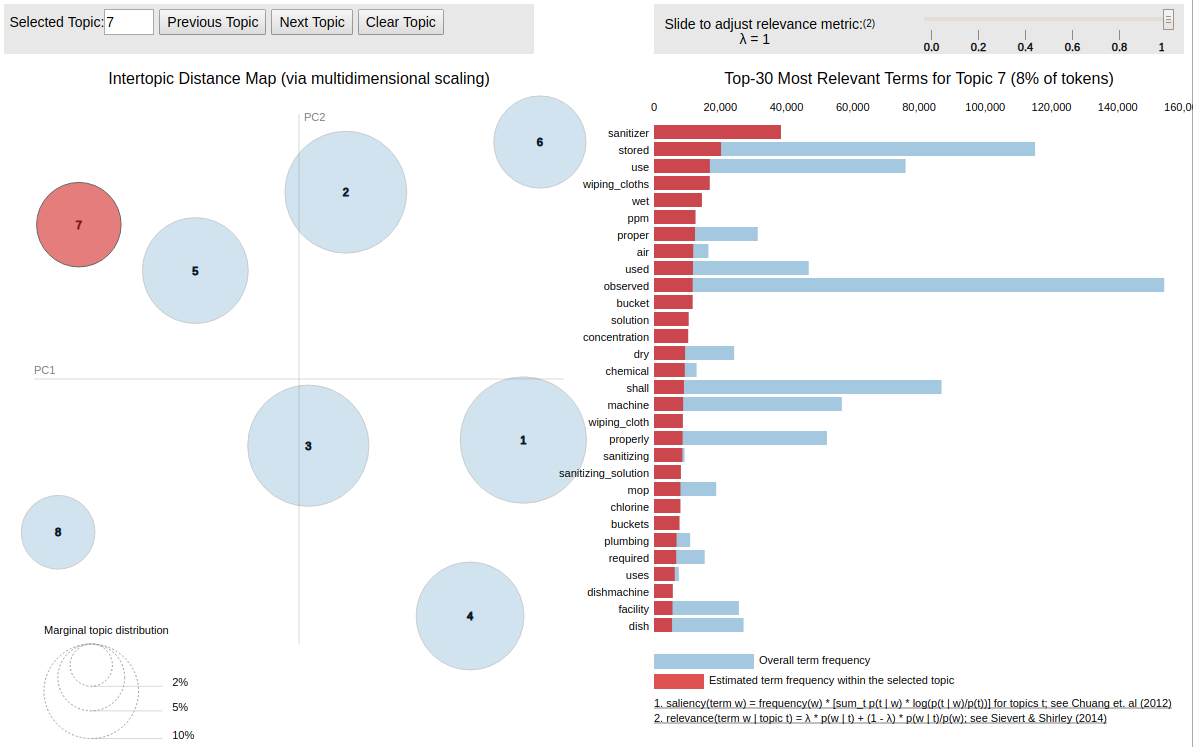 Selected Topic: 7 Previous Topic Next Topic Clear Topic
Slide to adjust relevance metric:(2)
λ = 1
0.0 0.2 0.4 0.6 0.8 1
Intertopic Distance Map (via multidimensional scaling)
PC2
PC1
6
2
7
5
3
1
8
4
Marginal topic distribution
2%
5%
10%
Top-30 Most Relevant Terms for Topic 7 (8% of tokens)
0 20,000 40,000 60,000 80,000 100,000 120,000 140,000 160,0
sanitizer
stored
use
wiping_cloths
wet
ppm
proper
air
used
observed
bucket
solution
concentration
dry
chemical
shall
machine
wiping_cloth
properly
sanitizing
sanitizing_solution
mop
chlorine
buckets
plumbing
required
uses
dishmachine
facility
dish
Overall term frequency
Estimated term frequency within the selected topic
1. saliency(term w) = frequency(w) * [sum_t p(t | w) * log(p(t | w)/p(t))] for topics t; see Chuang et. al (2012)
2. relevance(term w | topic t) = λ * p(w | t) + (1 - λ) * p(w | t)/p(w); see Sievert & Shirley (2014)